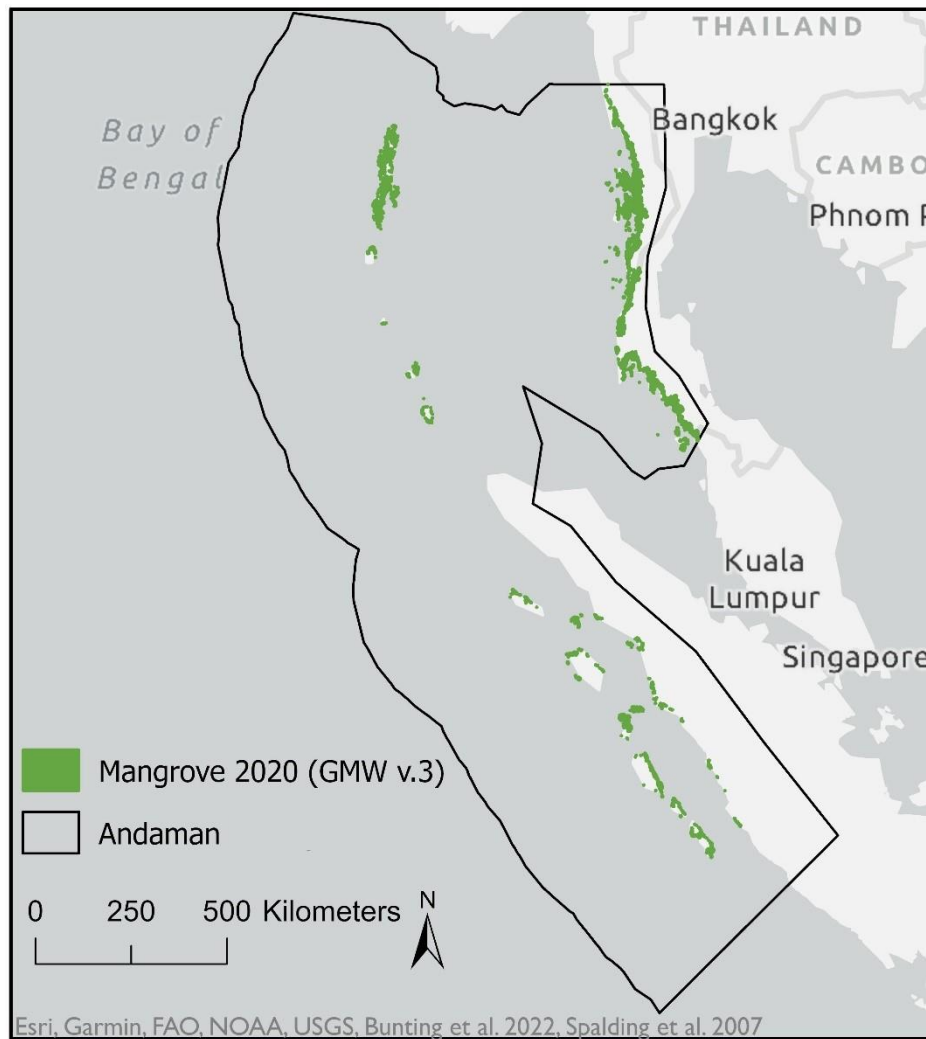 THAILAND
Bay of
Bengal
Bangkok
CAMBO
Phnom P
Kuala
Lumpur
Singapore
Mangrove 2020 (GMW v.3)
Andaman
N
0 250 500 Kilometers
Esri, Garmin, FAO, NOAA, USGS, Bunting et al. 2022, Spalding et al. 2007